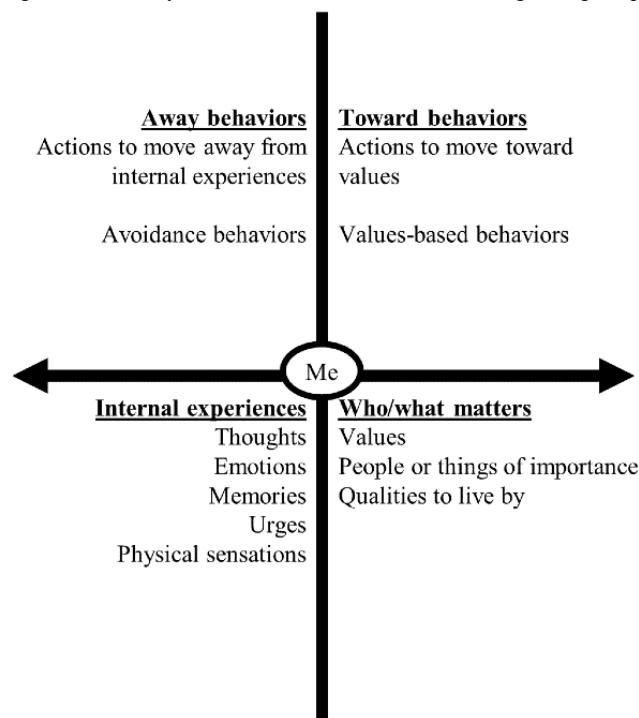 Away behaviors
Actions to move away from
internal experiences
Avoidance behaviors
Toward behaviors
Actions to move toward
values
Values-based behaviors
Me
Internal experiences
Thoughts
Emotions
Memories
Urges
Physical sensations
Who/what matters
Values
People or things of importance
Qualities to live by